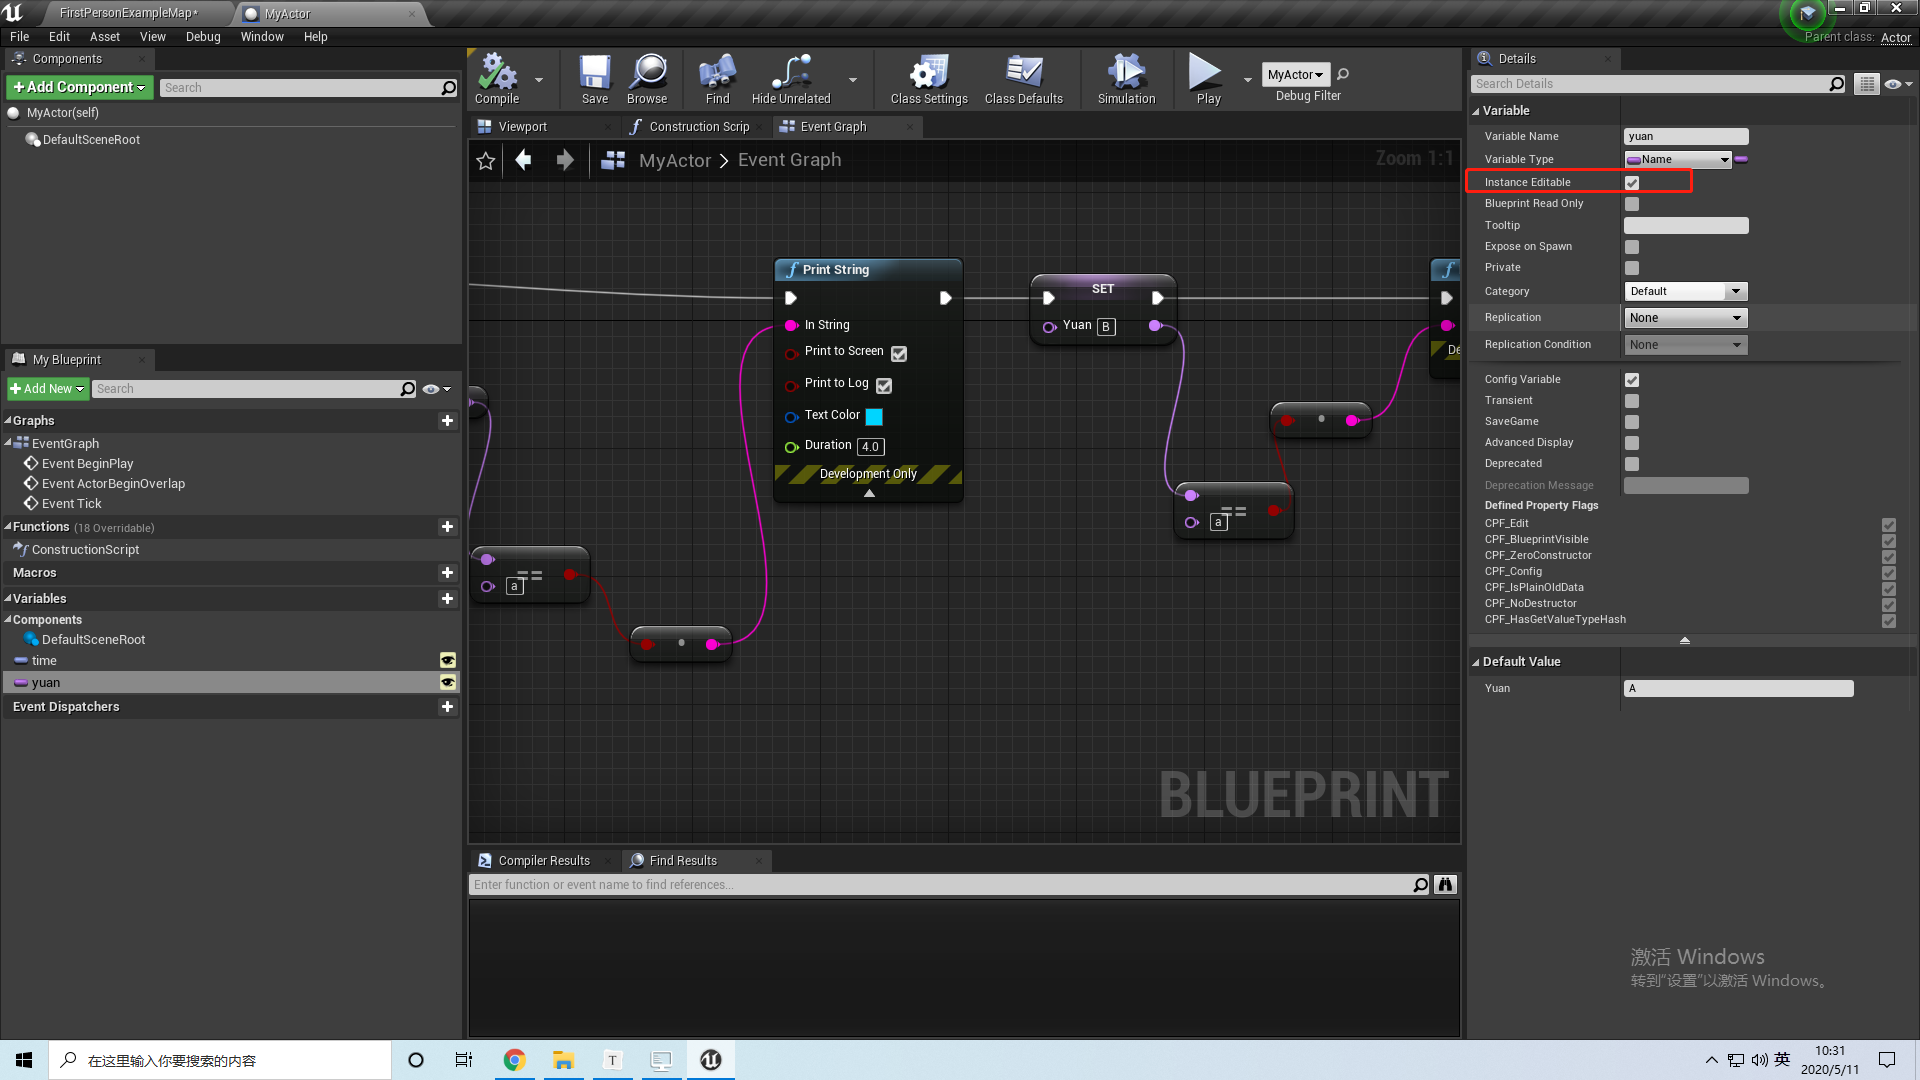 FirstPersonExampleMap*
MyActor
File Edit Asset View Debug Window Help
Parent class: Actor
Components
+Add Component
Search
MyActor(self)
DefaultSceneRoot
My Blueprint
+Add New
Search
Graphs
EventGraph
Event BeginPlay
Event ActorBeginOverlap
Event Tick
Functions (18 Overridable)
ConstructionScript
Macros
Variables
Components
DefaultSceneRoot
time
yuan
Event Dispatchers
Compile
Save
Browse
Find
Hide Unrelated
Class Settings
Class Defaults
Simulation
Play
MyActor
Debug Filter
Viewport
Construction Scrip
Event Graph
MyActor > Event Graph
Zoom 1:1
Print String
In String
Print to Screen
Print to Log
Text Color
Duration 4.0
Development Only
SET
Yuan B
De
a ==
a ==
BLUEPRINT
Compiler Results
Find Results
Enter function or event name to find references...
Details
Search Details
Variable
Variable Name yuan
Variable Type Name
Instance Editable
Blueprint Read Only
Tooltip
Expose on Spawn
Private
Category Default
Replication None
Replication Condition None
Config Variable
Transient
SaveGame
Advanced Display
Deprecated
Deprecation Message
Defined Property Flags
CPF_Edit
CPF_BlueprintVisible
CPF_ZeroConstructor
CPF_Config
CPF_IsPlainOldData
CPF_NoDestructor
CPF_HasGetValueTypeHash
Default Value
Yuan A
激活 Windows
转到“设置”以激活 Windows。
在这里输入你要搜索的内容
T
英
10:31
2020/5/11